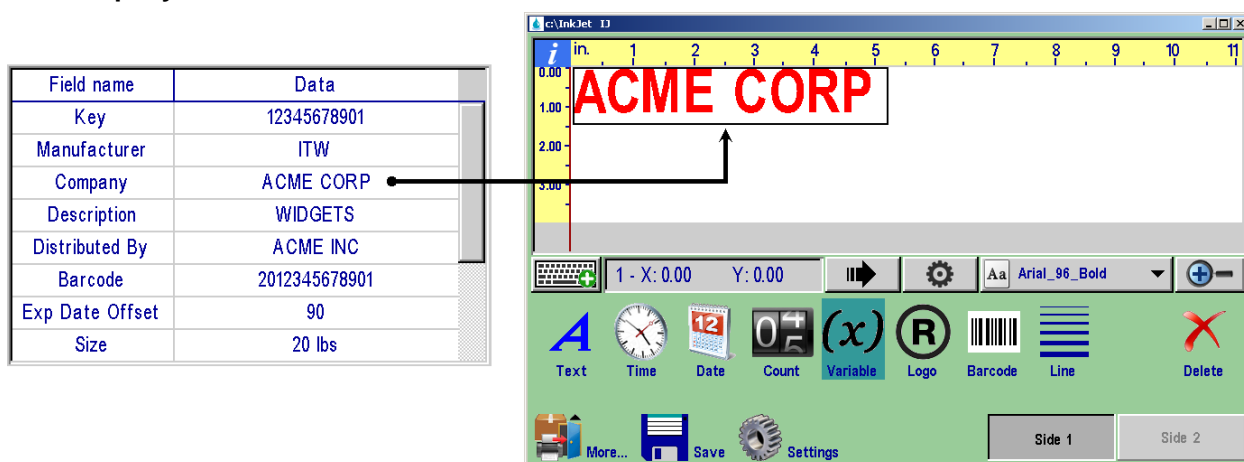 Field name Data
Key 12345678901
Manufacturer ITW
Company ACME CORP
Description WIDGETS
Distributed By ACME INC
Barcode 2012345678901
Exp Date Offset 90
Size 20 lbs
c:\InkJet IJ
i in. 1 2 3 4 5 6 7 8 9 10 11
0.00
ACME CORP
1.00
2.00
3.00
1 - X: 0.00 Y: 0.00 Aa Arial_96_Bold
A 12 (x) R
Text Time Date Count Variable Logo Barcode Line Delete
More... Save Settings Side 1 Side 2